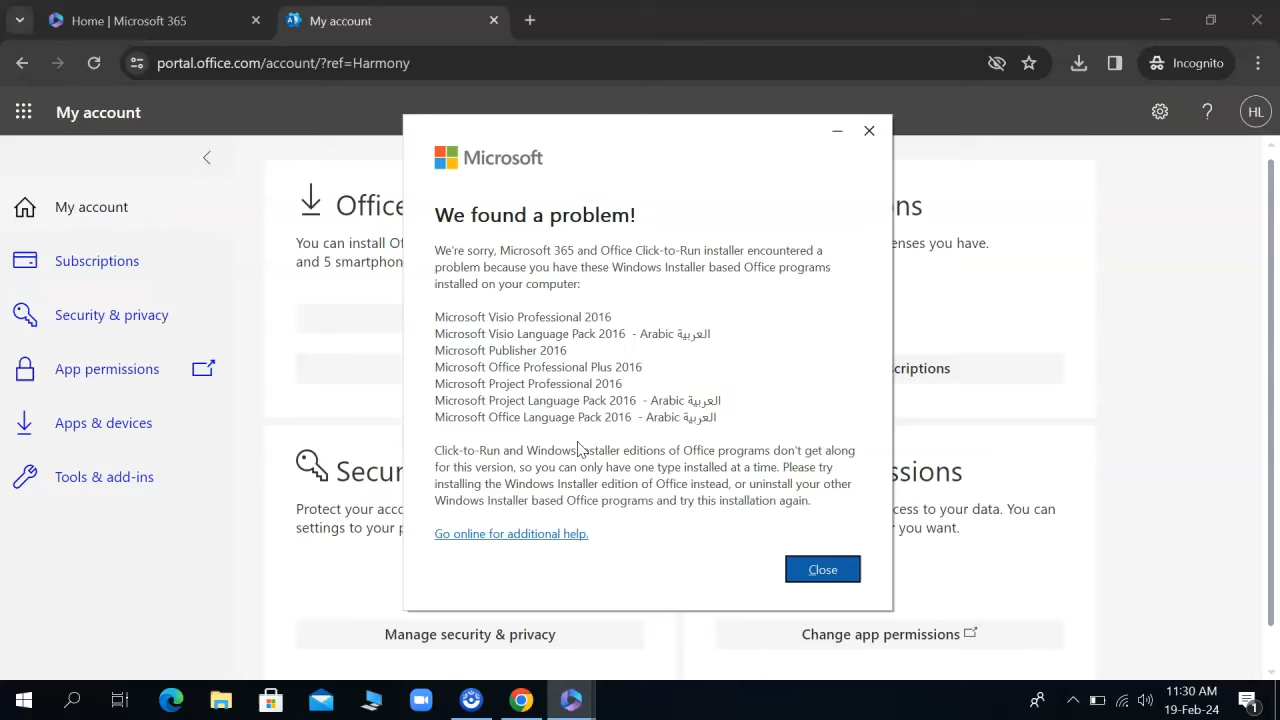 Home | Microsoft 365
My account
portal.office.com/account/?ref=Harmony
Incognito
My account
HL
My account
Subscriptions
Security & privacy
App permissions
Apps & devices
Tools & add-ins
Office
You can install Of
and 5 smartphon
ns
enses you have.
scriptions
Secur
Protect your acco
settings to your p
Manage security & privacy
ssions
cess to your data. You can
you want.
Change app permissions
Microsoft
We found a problem!
We're sorry, Microsoft 365 and Office Click-to-Run installer encountered a
problem because you have these Windows Installer based Office programs
installed on your computer:
Microsoft Visio Professional 2016
Microsoft Visio Language Pack 2016 - Arabic العربية
Microsoft Publisher 2016
Microsoft Office Professional Plus 2016
Microsoft Project Professional 2016
Microsoft Project Language Pack 2016 - Arabic العربية
Microsoft Office Language Pack 2016 - Arabic العربية
Click-to-Run and Windows Installer editions of Office programs don't get along
for this version, so you can only have one type installed at a time. Please try
installing the Windows Installer edition of Office instead, or uninstall your other
Windows Installer based Office programs and try this installation again.
Go online for additional help.
Close
11:30 AM
19-Feb-24
1